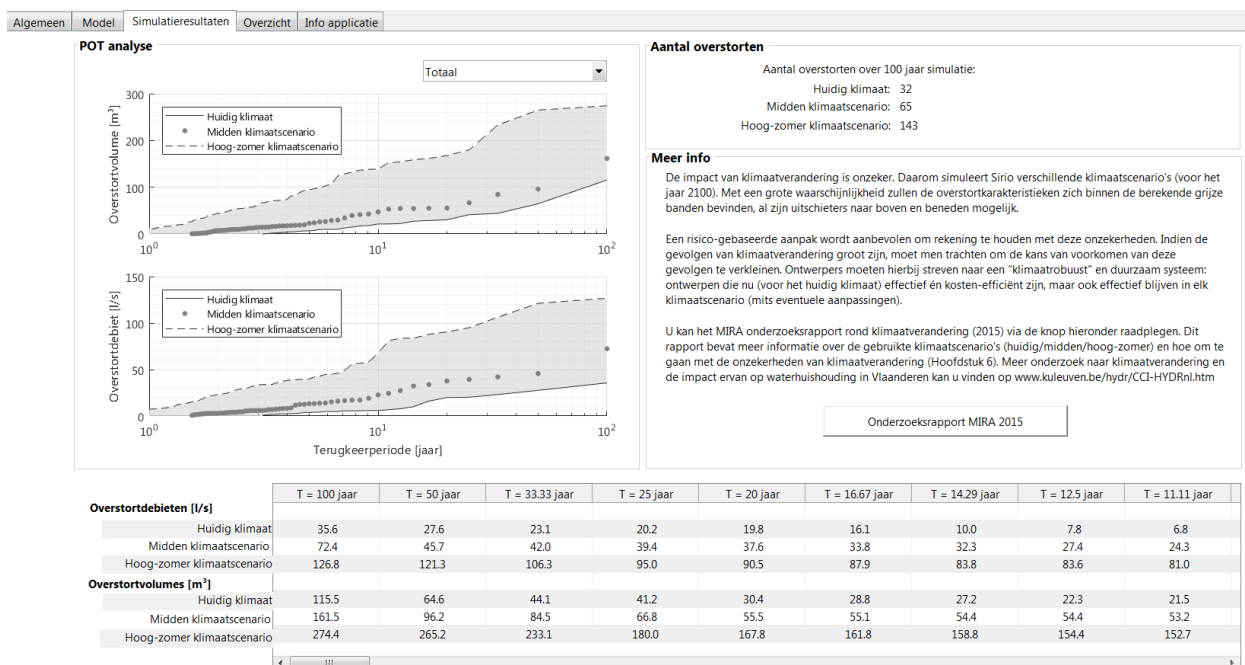 Algemeen Model Simulatieresultaten Overzicht Info applicatie
POT analyse
Totaal
Overstortvolume [m³]
300
200
100
0
10⁰ 10¹ 10²
Huidig klimaat
Midden klimaatscenario
Hoog-zomer klimaatscenario
Overstortdebiet [l/s]
150
100
50
0
10⁰ 10¹ 10²
Huidig klimaat
Midden klimaatscenario
Hoog-zomer klimaatscenario
Terugkeerperiode [jaar]
Aantal overstorten
Aantal overstorten over 100 jaar simulatie:
Huidig klimaat: 32
Midden klimaatscenario: 65
Hoog-zomer klimaatscenario: 143
Meer info
De impact van klimaatverandering is onzeker. Daarom simuleert Sirio verschillende klimaatscenario's (voor het
jaar 2100). Met een grote waarschijnlijkheid zullen de overstortkarakteristieken zich binnen de berekende grijze
banden bevinden, al zijn uitschieters naar boven en beneden mogelijk.
Een risico-gebaseerde aanpak wordt aanbevolen om rekening te houden met deze onzekerheden. Indien de
gevolgen van klimaatverandering groot zijn, moet men trachten om de kans van voorkomen van deze
gevolgen te verkleinen. Ontwerpers moeten hierbij streven naar een "klimaatrobuust" en duurzaam systeem:
ontwerpen die nu (voor het huidig klimaat) effectief én kosten-efficiënt zijn, maar ook effectief blijven in elk
klimaatscenario (mits eventuele aanpassingen).
U kan het MIRA onderzoeksrapport rond klimaatverandering (2015) via de knop hieronder raadplegen. Dit
rapport bevat meer informatie over de gebruikte klimaatscenario's (huidig/midden/hoog-zomer) en hoe om te
gaan met de onzekerheden van klimaatverandering (Hoofdstuk 6). Meer onderzoek naar klimaatverandering en
de impact ervan op waterhuishouding in Vlaanderen kan u vinden op www.kuleuven.be/hydr/CCI-HYDRnl.htm
Onderzoeksrapport MIRA 2015
T = 100 jaar T = 50 jaar T = 33.33 jaar T = 25 jaar T = 20 jaar T = 16.67 jaar T = 14.29 jaar T = 12.5 jaar T = 11.11 jaar
Overstortdebieten [l/s]
Huidig klimaat 35.6 27.6 23.1 20.2 19.8 16.1 10.0 7.8 6.8
Midden klimaatscenario 72.4 45.7 42.0 39.4 37.6 33.8 32.3 27.4 24.3
Hoog-zomer klimaatscenario 126.8 121.3 106.3 95.0 90.5 87.9 83.8 83.6 81.0
Overstortvolumes [m³]
Huidig klimaat 115.5 64.6 44.1 41.2 30.4 28.8 27.2 22.3 21.5
Midden klimaatscenario 161.5 96.2 84.5 66.8 55.5 55.1 54.4 54.4 53.2
Hoog-zomer klimaatscenario 274.4 265.2 233.1 180.0 167.8 161.8 158.8 154.4 152.7